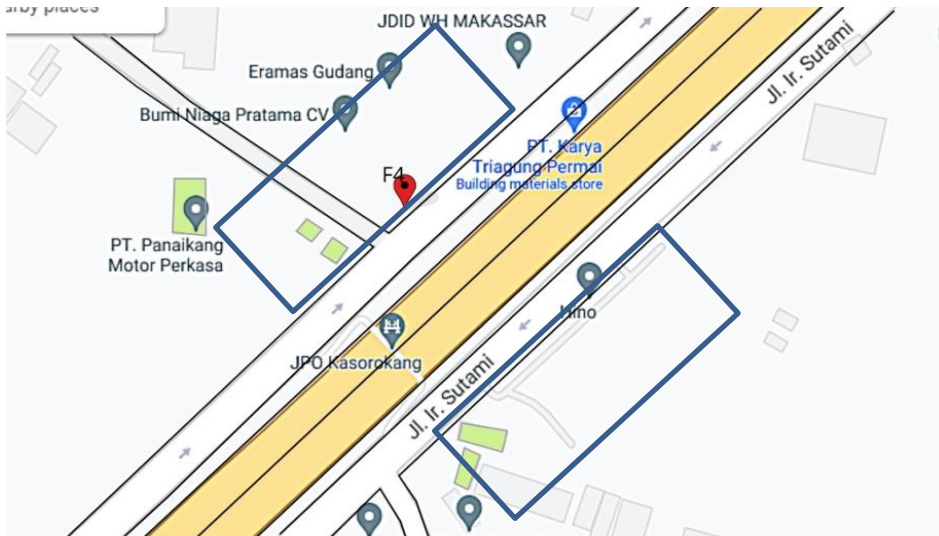 arby places
JDID WH MAKASSAR
Eramas Gudang
Bumi Niaga Pratama CV
Jl. Ir. Sutami
PT. Karya
Triagung Permai
Building materials store
F4
PT. Panaikang
Motor Perkasa
Hino
JPO Kasorokang
Jl. Ir. Sutami